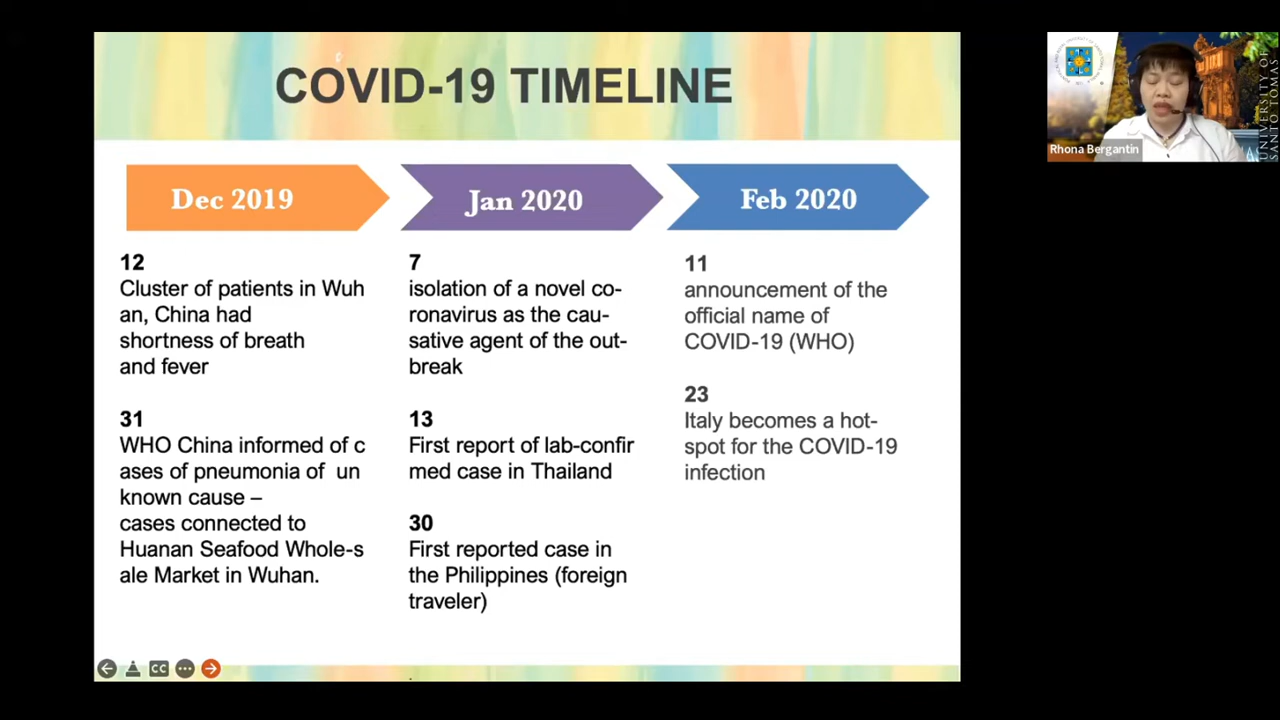 COVID-19 TIMELINE
Dec 2019
Jan 2020
Feb 2020
12
Cluster of patients in Wuh
an, China had
shortness of breath
and fever
31
WHO China informed of c
ases of pneumonia of un
known cause –
cases connected to
Huanan Seafood Whole-s
ale Market in Wuhan.
7
isolation of a novel co-
ronavirus as the cau-
sative agent of the out-
break
13
First report of lab-confir
med case in Thailand
30
First reported case in
the Philippines (foreign
traveler)
11
announcement of the
official name of
COVID-19 (WHO)
23
Italy becomes a hot-
spot for the COVID-19
infection
CC
Rhona Bergantin
UNIVERSITY OF
SANTO TOMAS